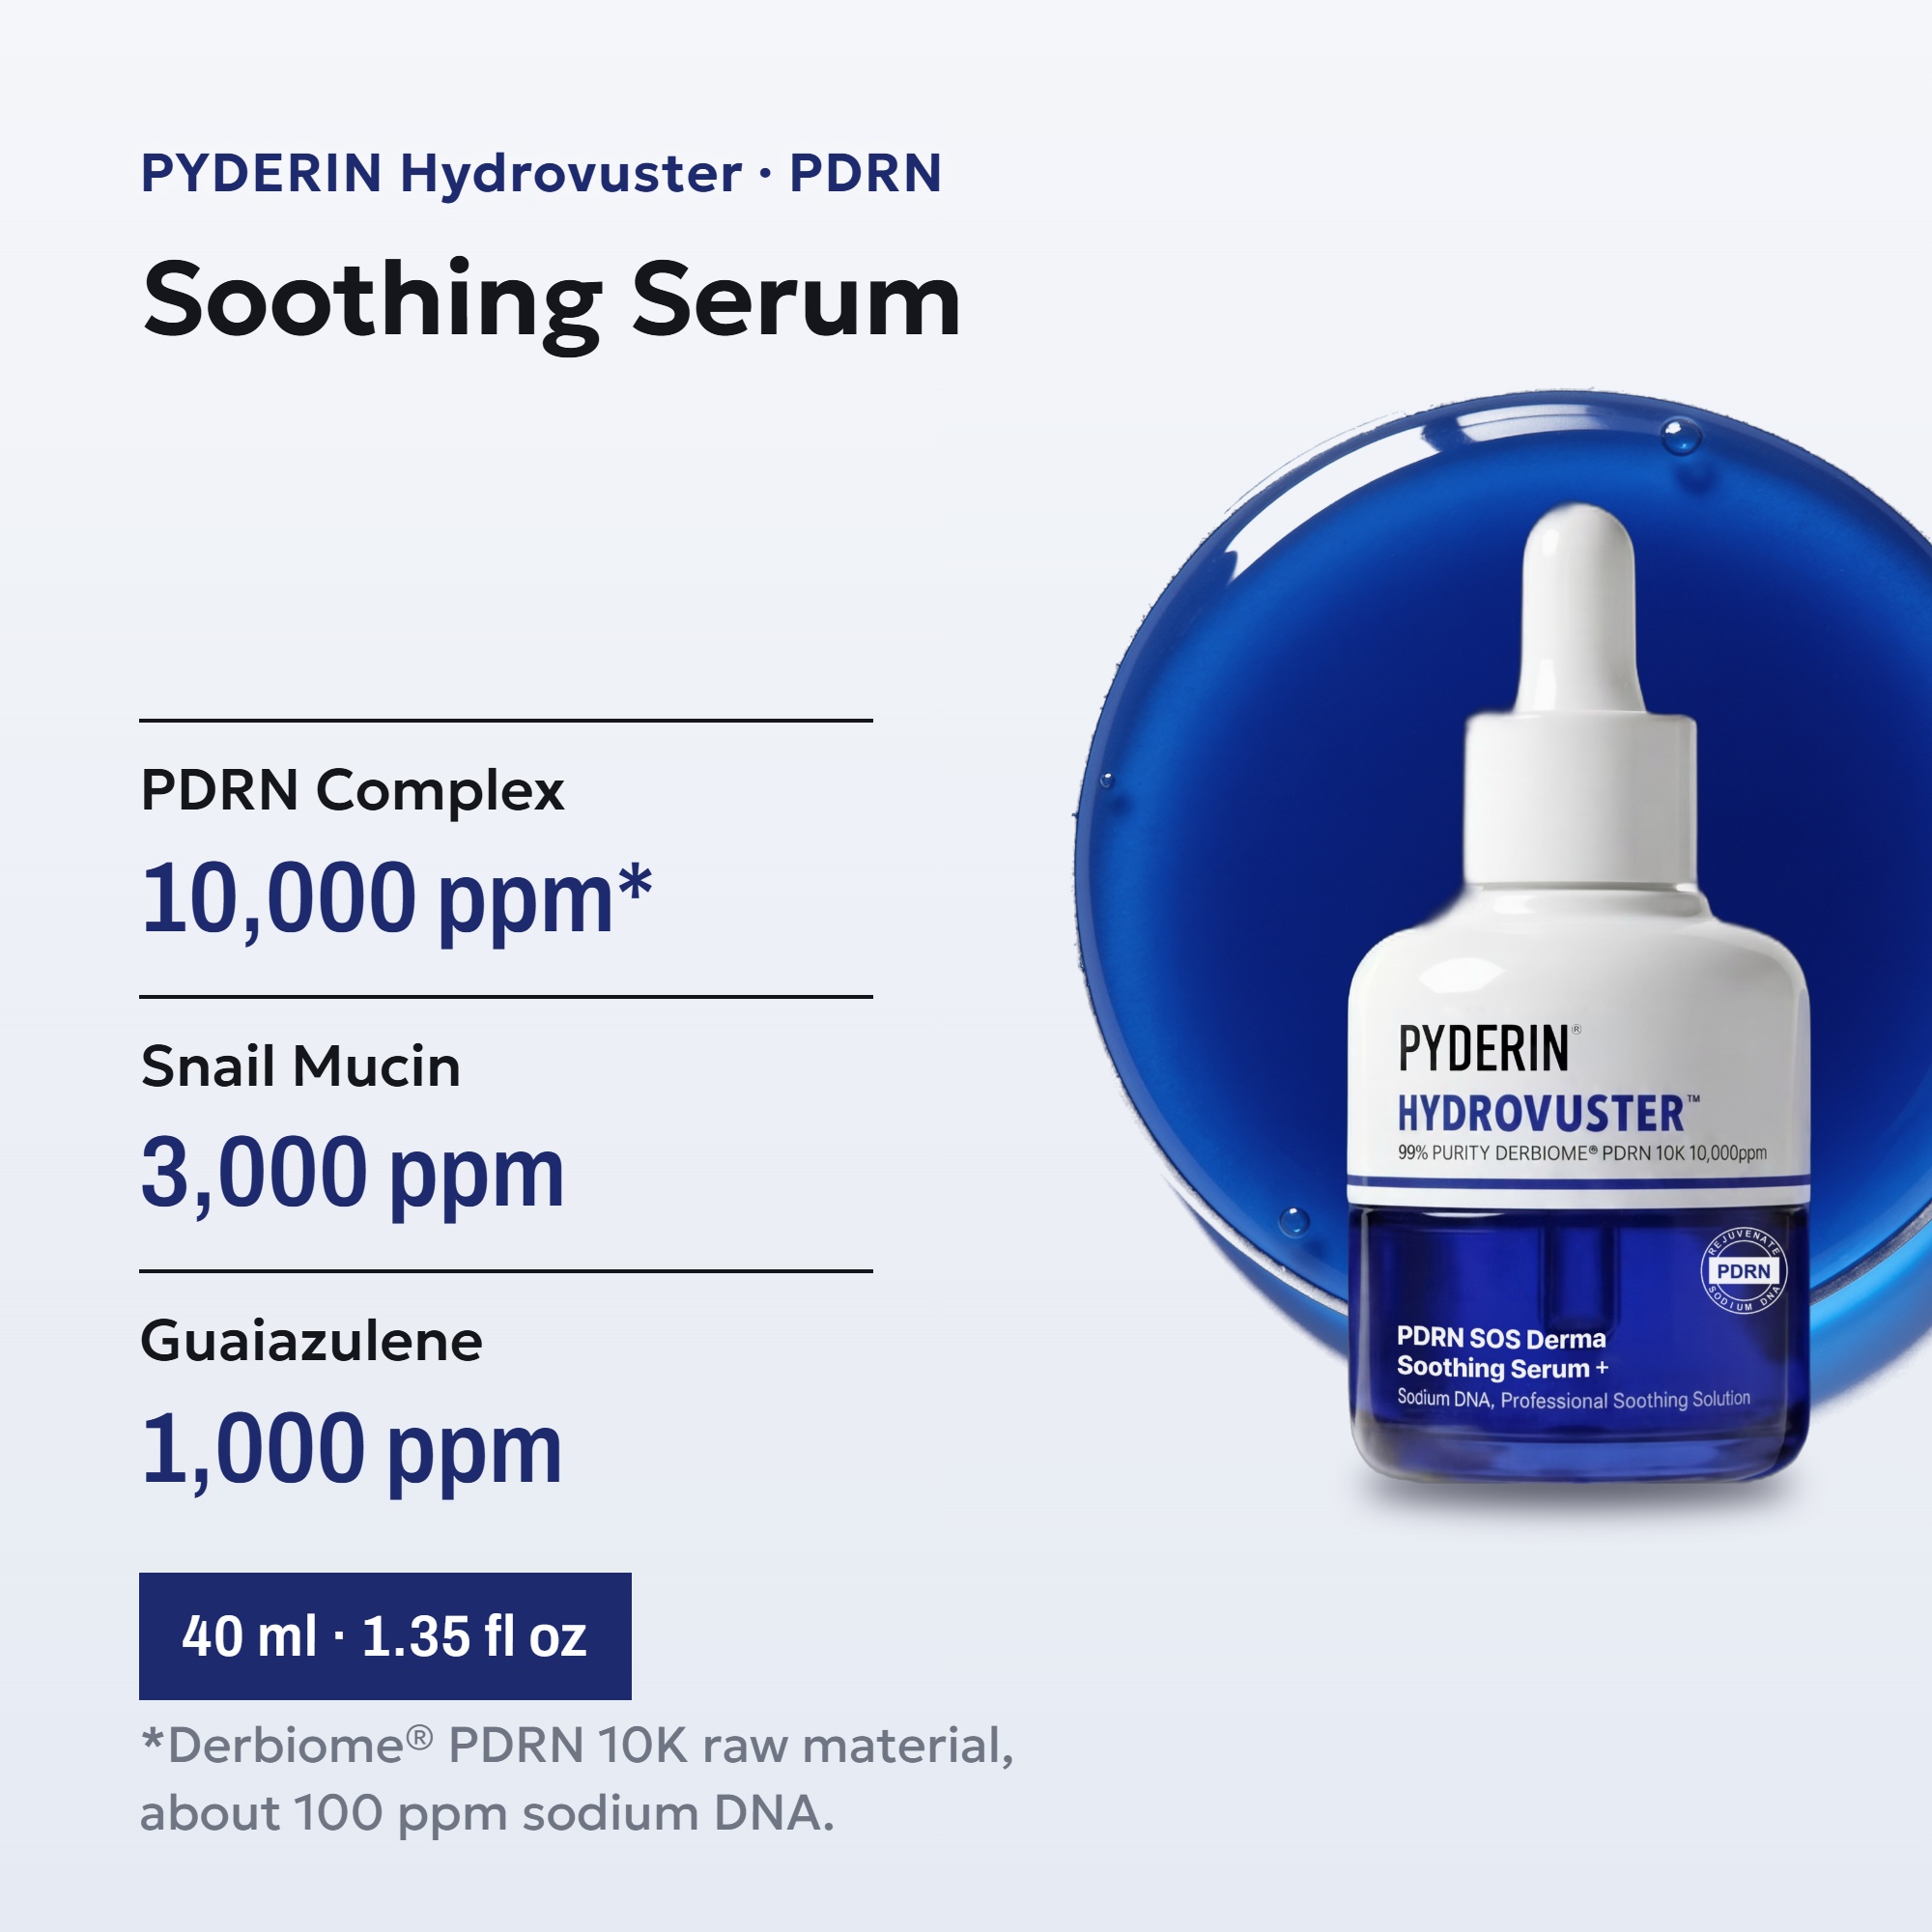 PYDERIN Hydrovuster · PDRN
Soothing Serum
PDRN Complex
10,000 ppm*
Snail Mucin
3,000 ppm
Guaiazulene
1,000 ppm
40 ml · 1.35 fl oz
*Derbiome® PDRN 10K raw material,
about 100 ppm sodium DNA.
PYDERIN®
HYDROVUSTER™
99% PURITY DERBIOME® PDRN 10K 10,000ppm
REJUVENATE
PDRN
SODIUM DNA
PDRN SOS Derma
Soothing Serum +
Sodium DNA, Professional Soothing Solution